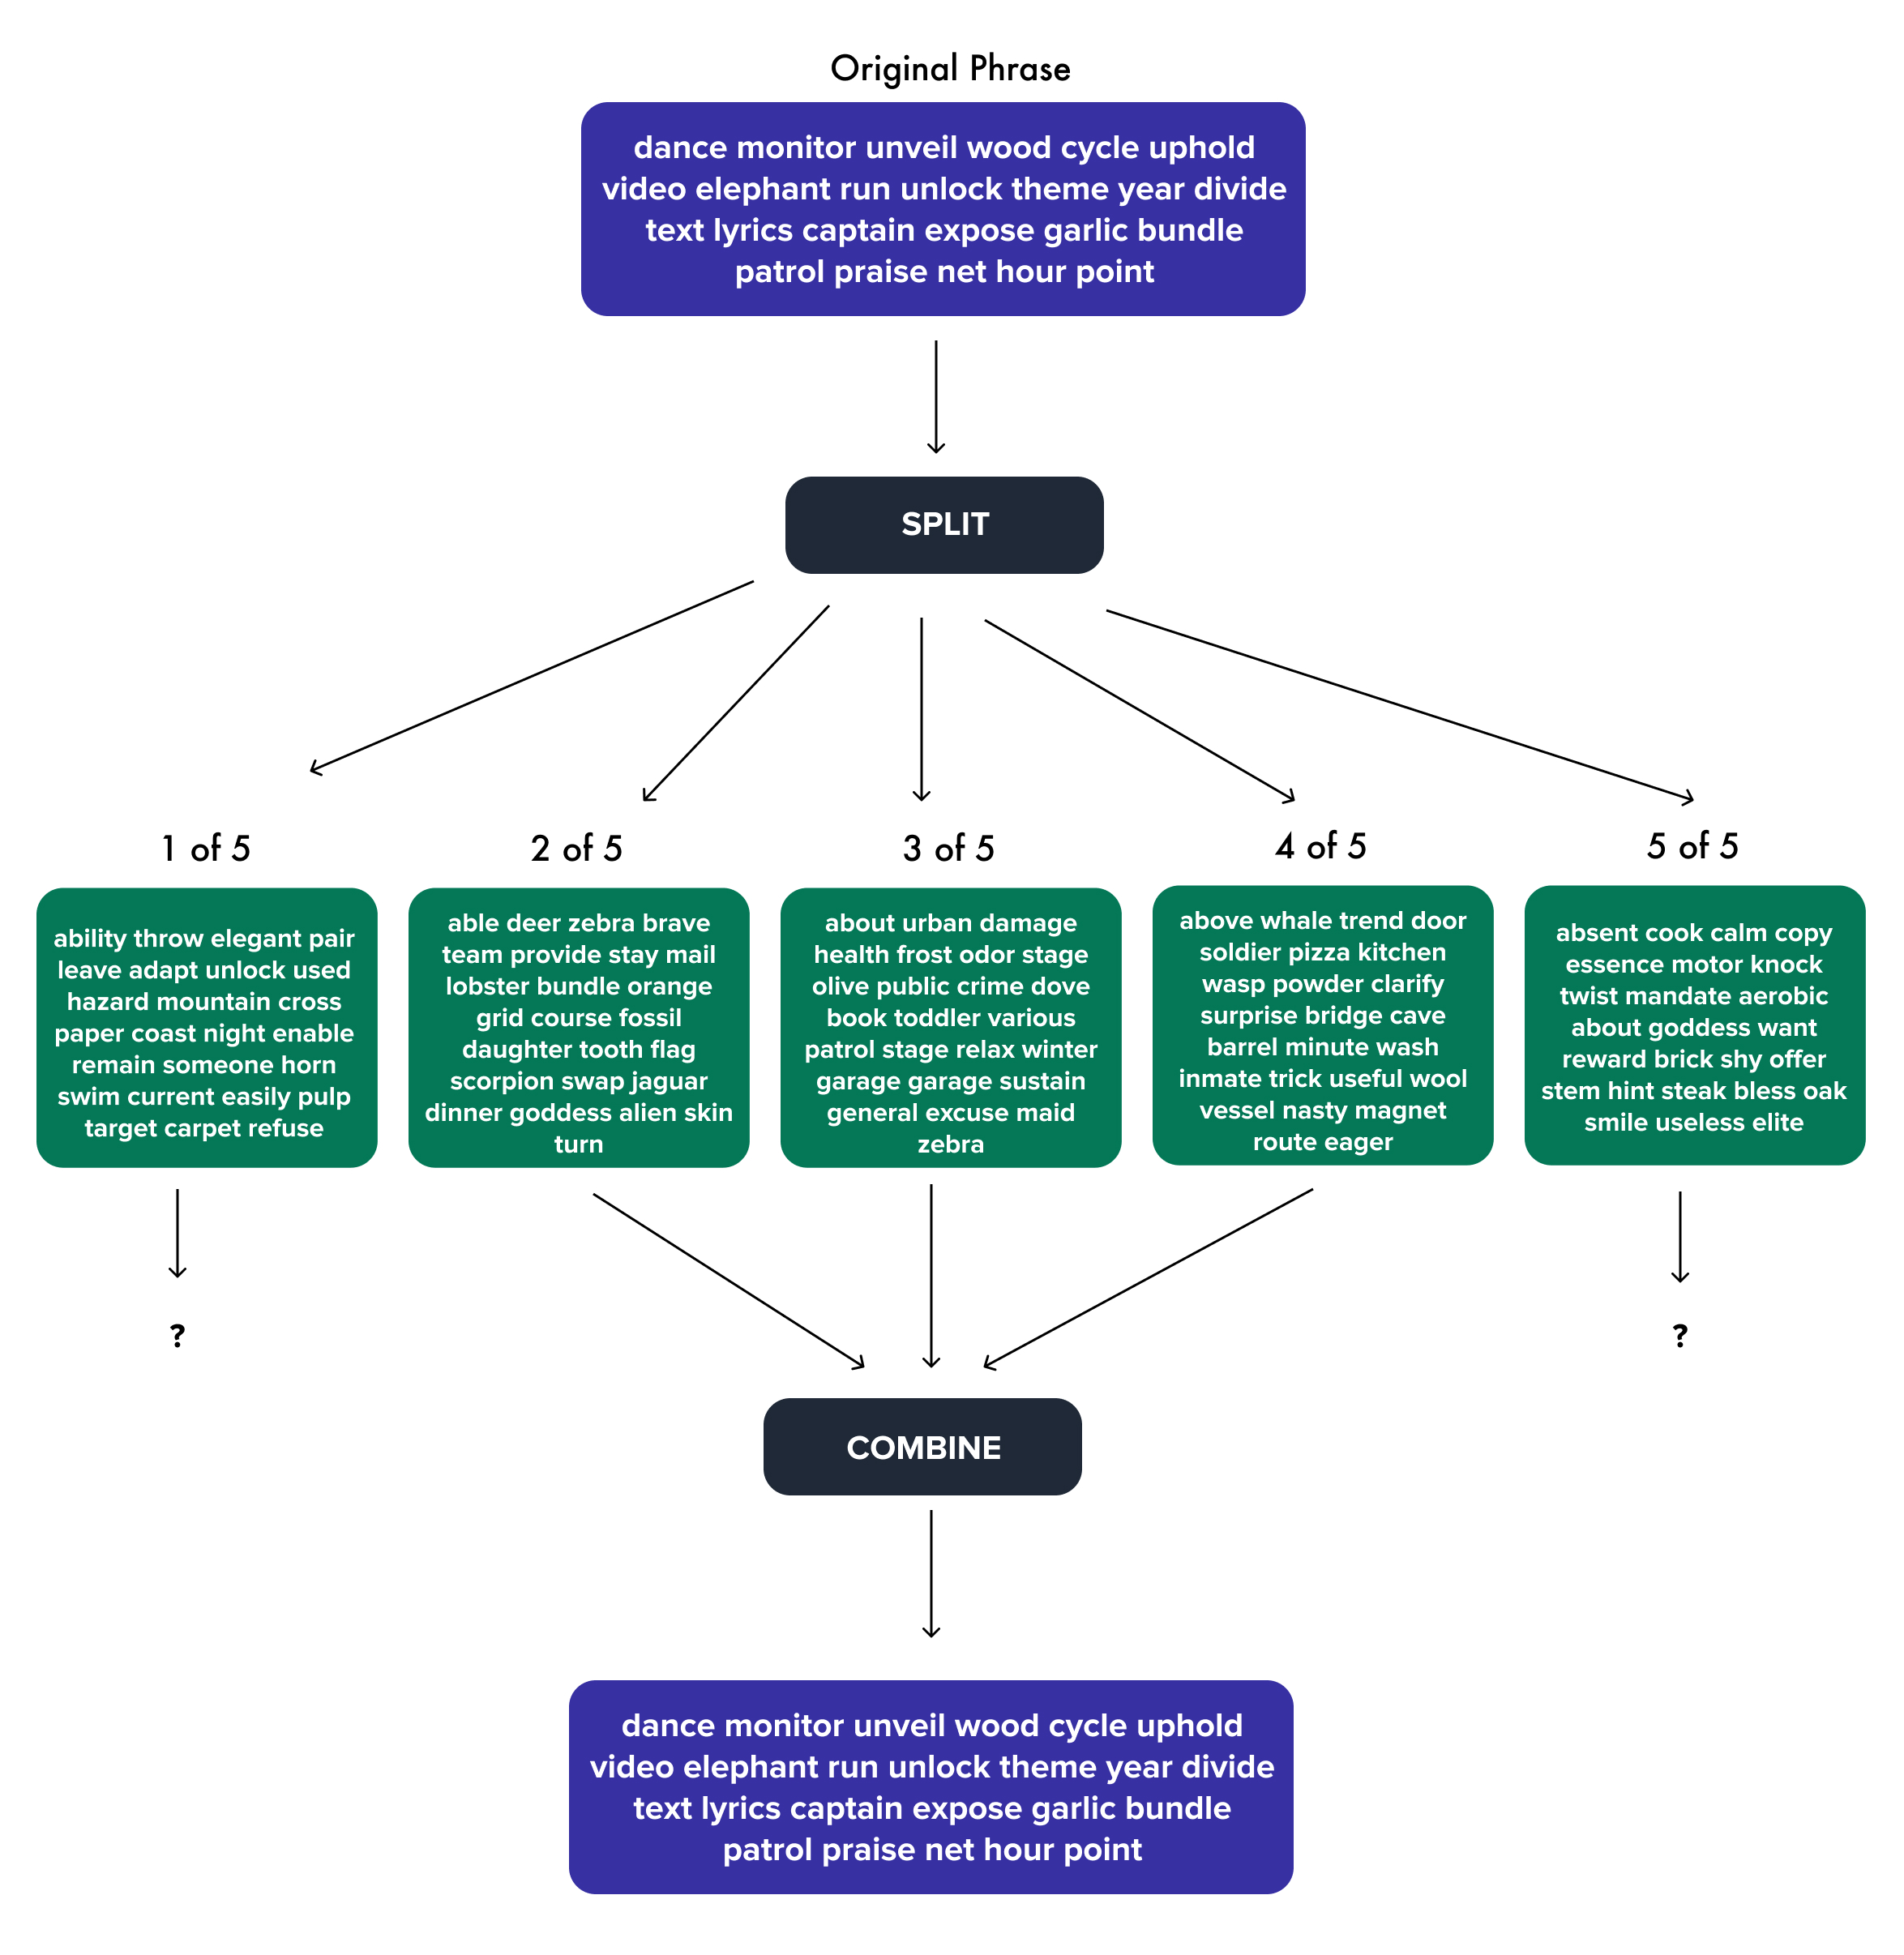 Original Phrase
dance monitor unveil wood cycle uphold
video elephant run unlock theme year divide
text lyrics captain expose garlic bundle
patrol praise net hour point
SPLIT
1 of 5
ability throw elegant pair
leave adapt unlock used
hazard mountain cross
paper coast night enable
remain someone horn
swim current easily pulp
target carpet refuse
2 of 5
able deer zebra brave
team provide stay mail
lobster bundle orange
grid course fossil
daughter tooth flag
scorpion swap jaguar
dinner goddess alien skin
turn
3 of 5
about urban damage
health frost odor stage
olive public crime dove
book toddler various
patrol stage relax winter
garage garage sustain
general excuse maid
zebra
4 of 5
above whale trend door
soldier pizza kitchen
wasp powder clarify
surprise bridge cave
barrel minute wash
inmate trick useful wool
vessel nasty magnet
route eager
5 of 5
absent cook calm copy
essence motor knock
twist mandate aerobic
about goddess want
reward brick shy offer
stem hint steak bless oak
smile useless elite
?
?
COMBINE
dance monitor unveil wood cycle uphold
video elephant run unlock theme year divide
text lyrics captain expose garlic bundle
patrol praise net hour point